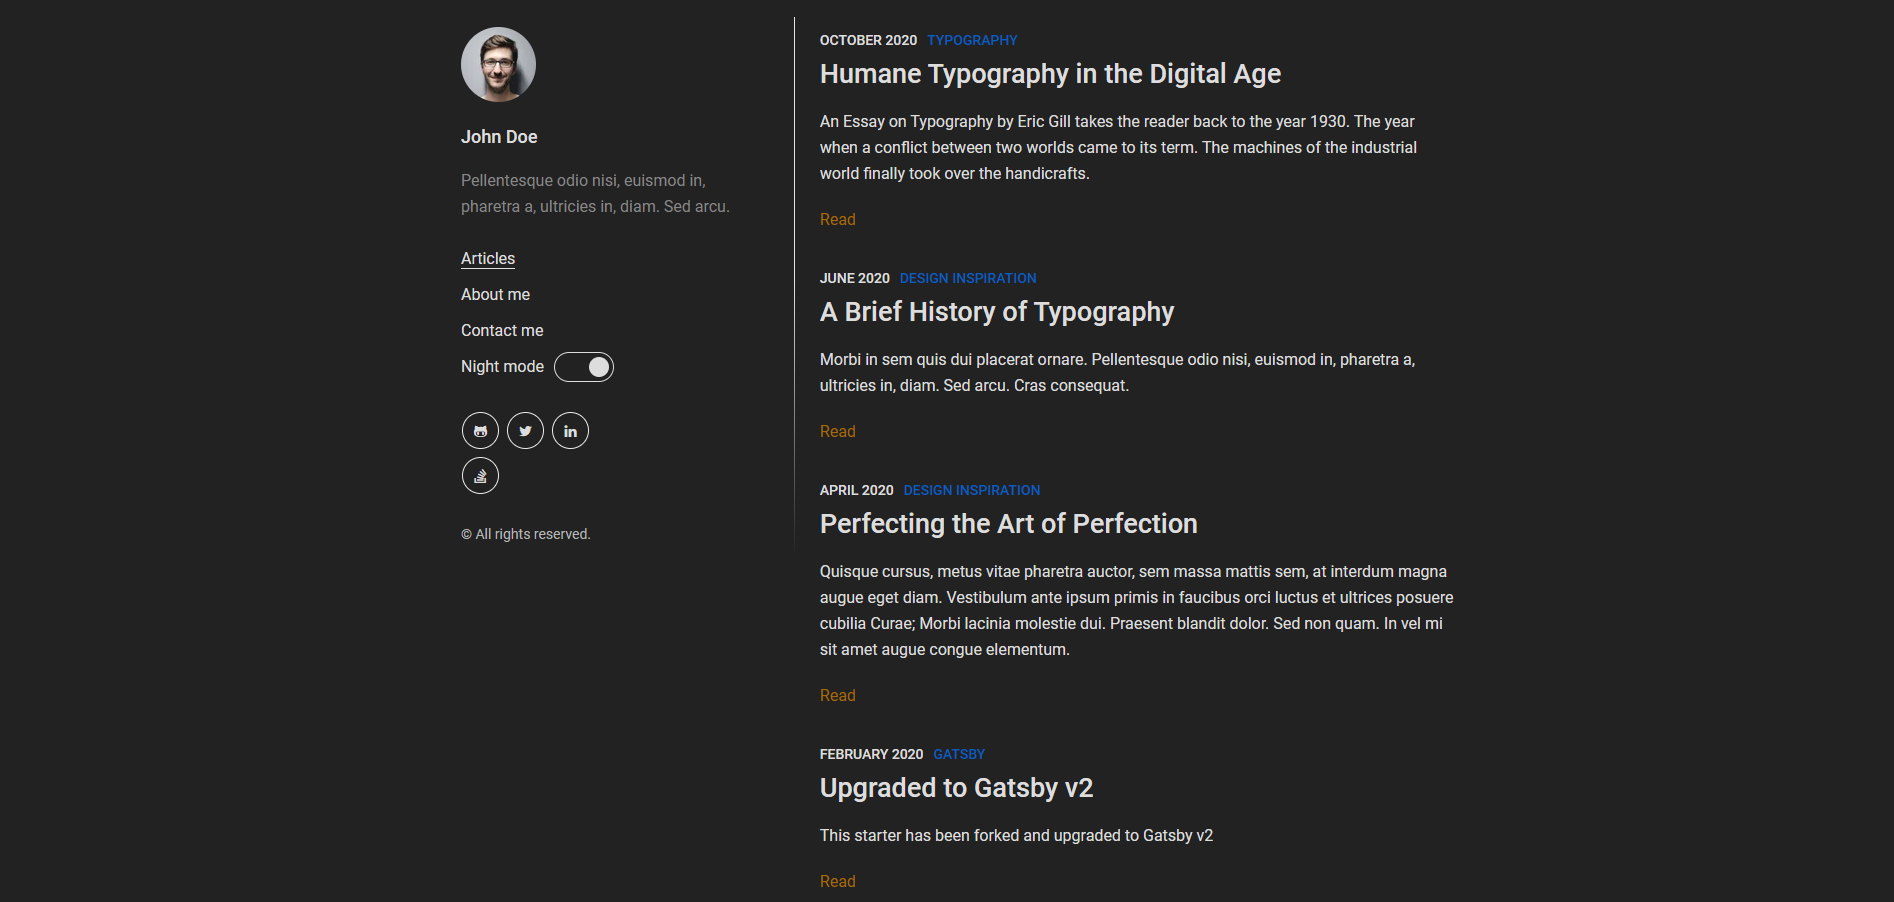 John Doe
Pellentesque odio nisi, euismod in,
pharetra a, ultricies in, diam. Sed arcu.
Articles
About me
Contact me
Night mode
in
© All rights reserved.
OCTOBER 2020 TYPOGRAPHY
Humane Typography in the Digital Age
An Essay on Typography by Eric Gill takes the reader back to the year 1930. The year
when a conflict between two worlds came to its term. The machines of the industrial
world finally took over the handicrafts.
Read
JUNE 2020 DESIGN INSPIRATION
A Brief History of Typography
Morbi in sem quis dui placerat ornare. Pellentesque odio nisi, euismod in, pharetra a,
ultricies in, diam. Sed arcu. Cras consequat.
Read
APRIL 2020 DESIGN INSPIRATION
Perfecting the Art of Perfection
Quisque cursus, metus vitae pharetra auctor, sem massa mattis sem, at interdum magna
augue eget diam. Vestibulum ante ipsum primis in faucibus orci luctus et ultrices posuere
cubilia Curae; Morbi lacinia molestie dui. Praesent blandit dolor. Sed non quam. In vel mi
sit amet augue congue elementum.
Read
FEBRUARY 2020 GATSBY
Upgraded to Gatsby v2
This starter has been forked and upgraded to Gatsby v2
Read